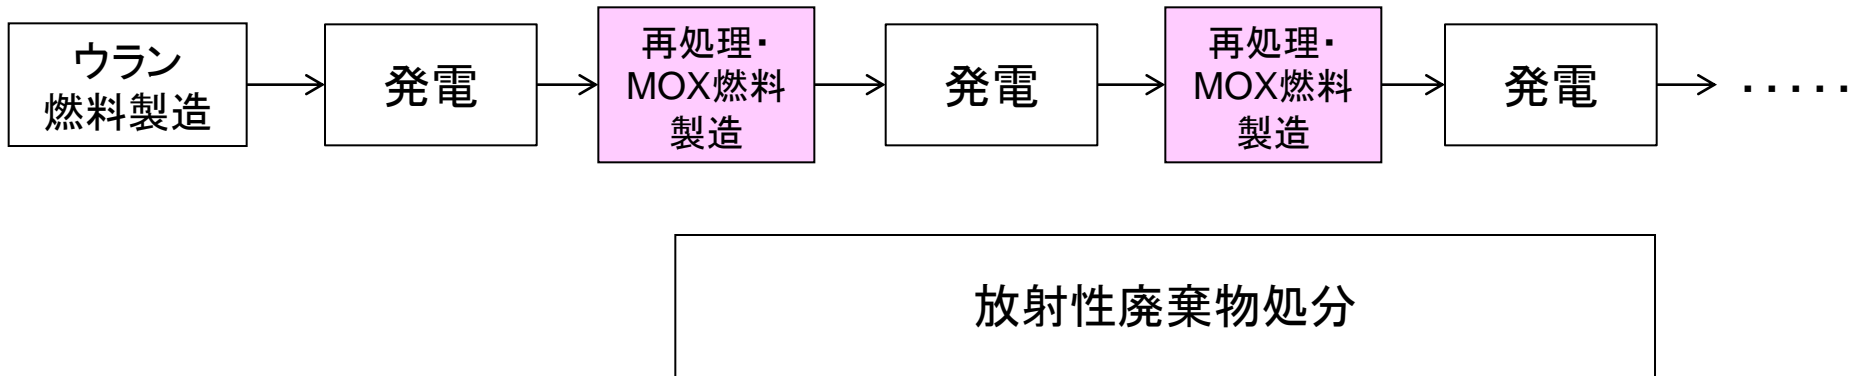 ウラン
燃料製造
発電
再処理・
MOX燃料
製造
発電
再処理・
MOX燃料
製造
発電
・・・・・
放射性廃棄物処分